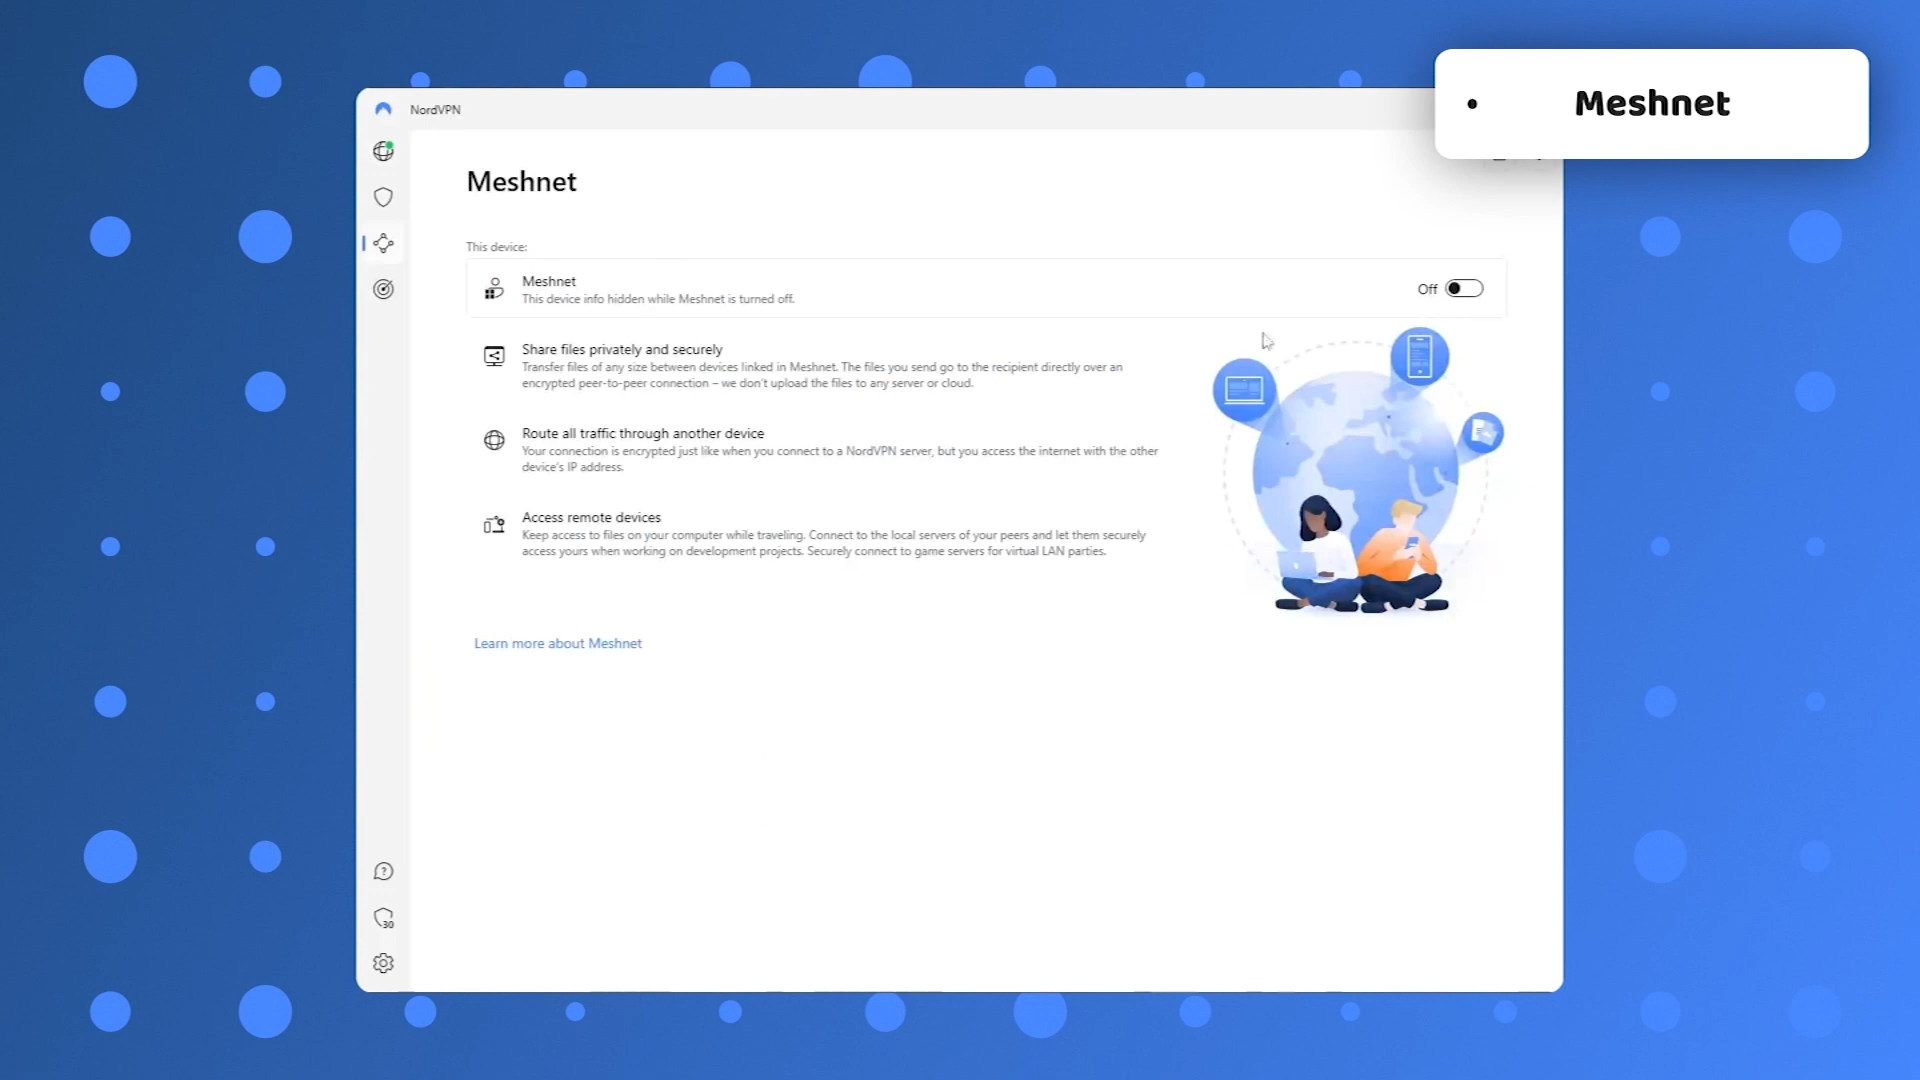 • Meshnet
NordVPN
Meshnet
This device:
Meshnet
This device info hidden while Meshnet is turned off.
Off
Share files privately and securely
Transfer files of any size between devices linked in Meshnet. The files you send go to the recipient directly over an
encrypted peer-to-peer connection – we don't upload the files to any server or cloud.
Route all traffic through another device
Your connection is encrypted just like when you connect to a NordVPN server, but you access the internet with the other
device's IP address.
Access remote devices
Keep access to files on your computer while traveling. Connect to the local servers of your peers and let them securely
access yours when working on development projects. Securely connect to game servers for virtual LAN parties.
Learn more about Meshnet
30